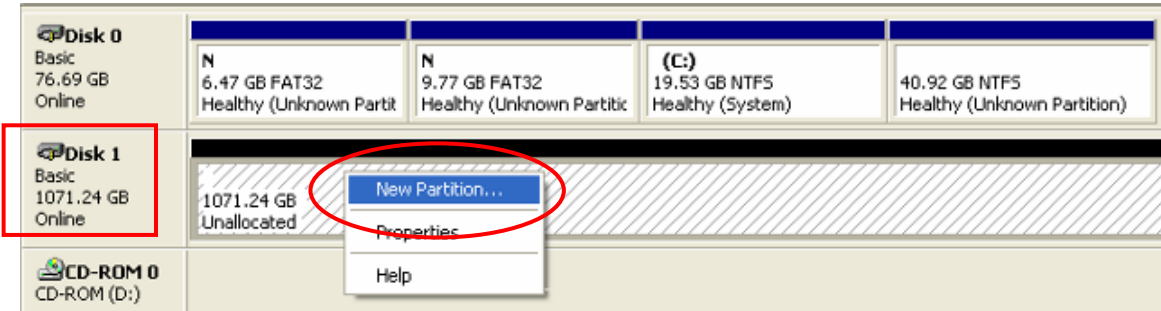 Disk 0
Basic
76.69 GB
Online
N
6.47 GB FAT32
Healthy (Unknown Partit
N
9.77 GB FAT32
Healthy (Unknown Partitic
(C:)
19.53 GB NTFS
Healthy (System)
40.92 GB NTFS
Healthy (Unknown Partition)
Disk 1
Basic
1071.24 GB
Online
1071.24 GB
Unallocated
New Partition...
Properties
Help
CD-ROM 0
CD-ROM (D:)